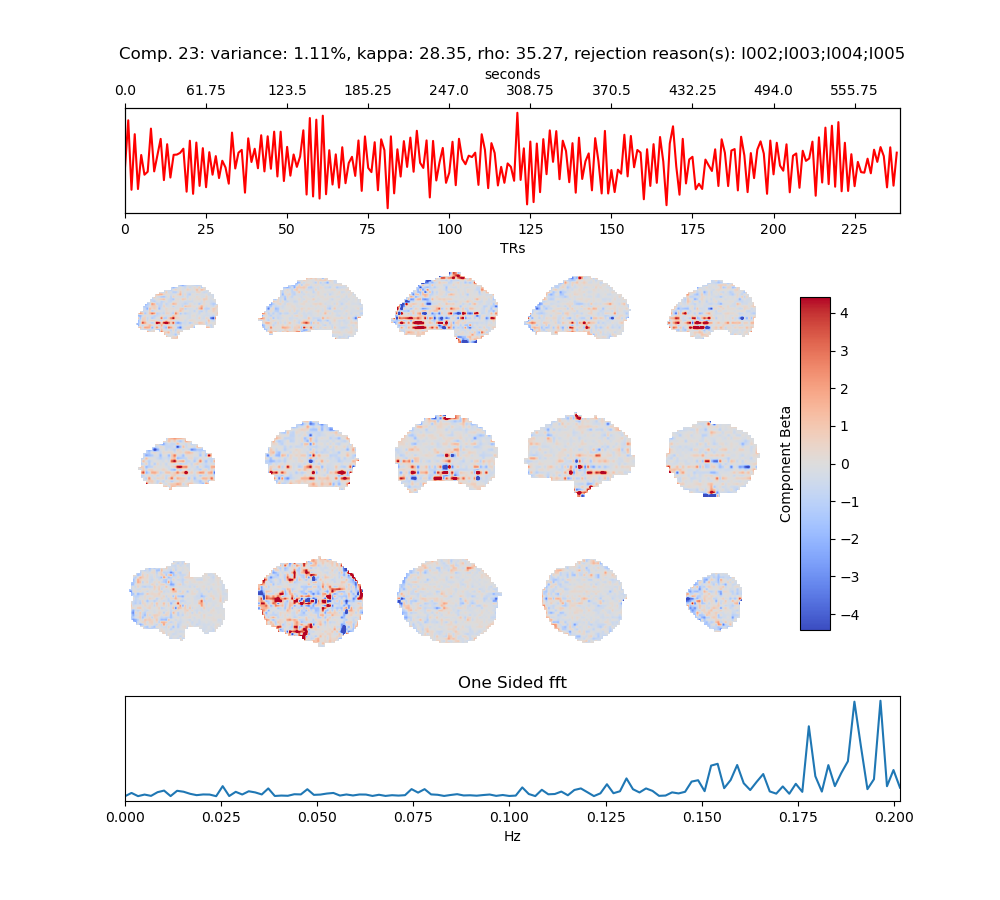 Comp. 23: variance: 1.11%, kappa: 28.35, rho: 35.27, rejection reason(s): I002;I003;I004;I005
seconds
0.0 61.75 123.5 185.25 247.0 308.75 370.5 432.25 494.0 555.75
0 25 50 75 100 125 150 175 200 225
TRs
4
3
2
1
0
−1
−2
−3
−4
Component Beta
One Sided fft
0.000 0.025 0.050 0.075 0.100 0.125 0.150 0.175 0.200
Hz